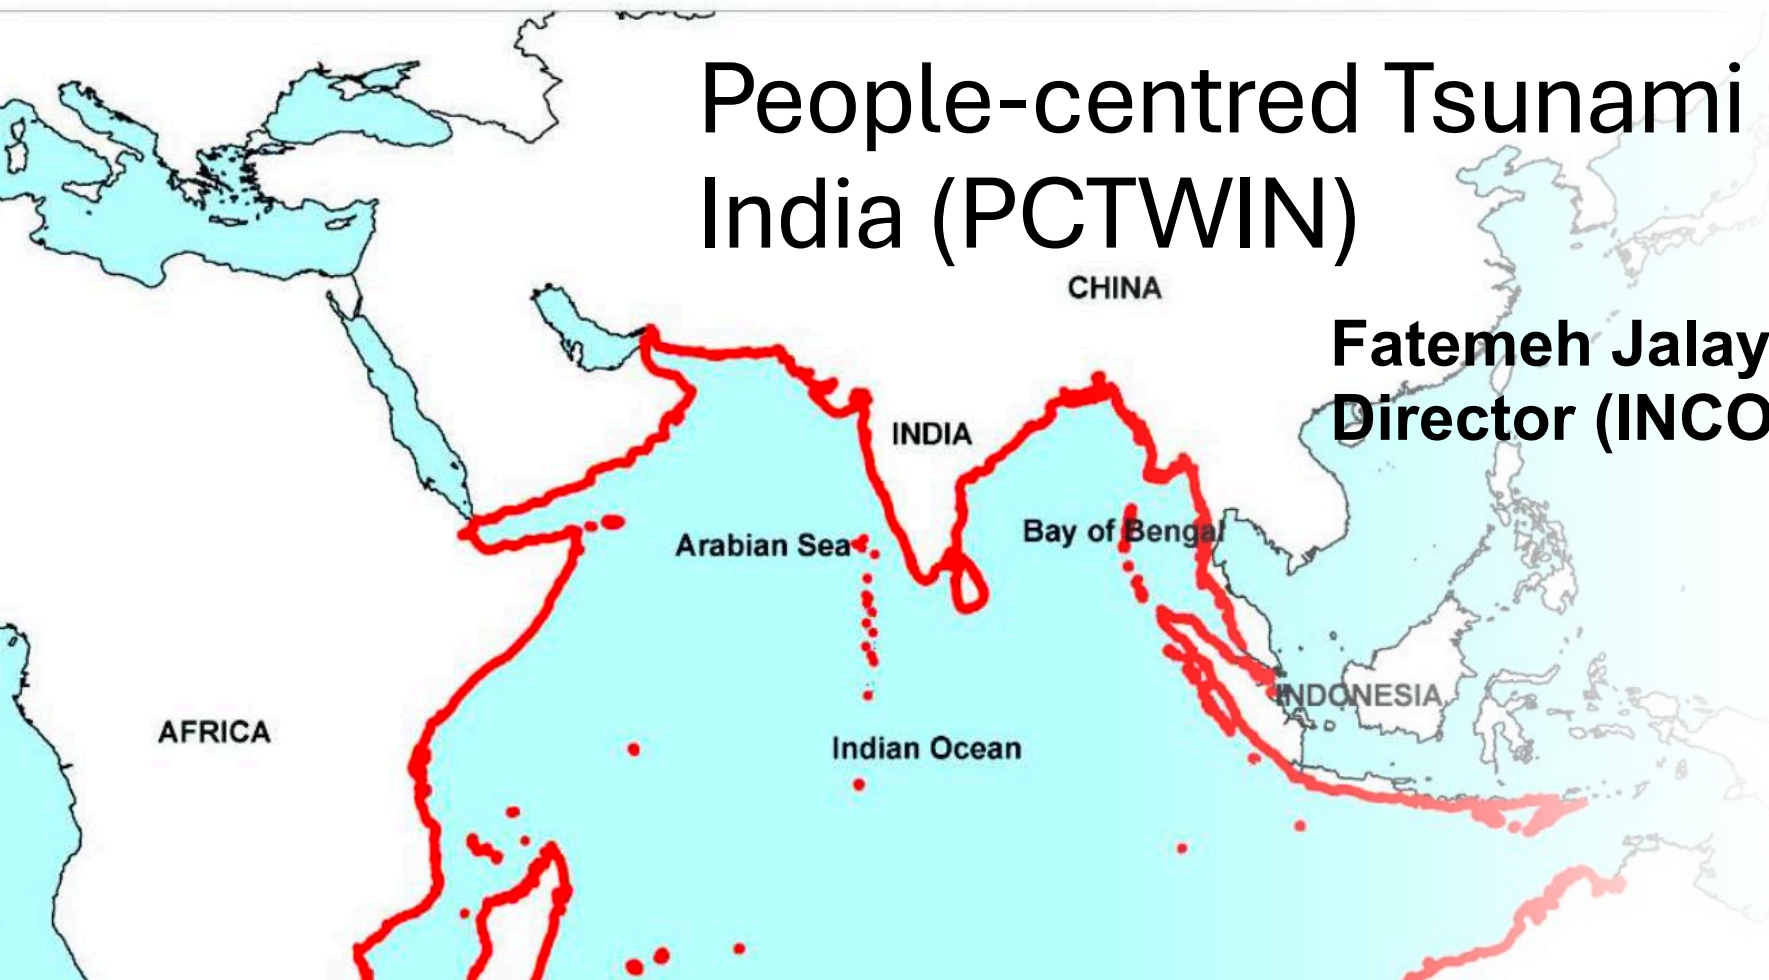 People-centred Tsunami
India (PCTWIN)
CHINA
Fatemeh Jalay
Director (INCO
INDIA
Arabian Sea
Bay of Bengal
INDONESIA
AFRICA
Indian Ocean